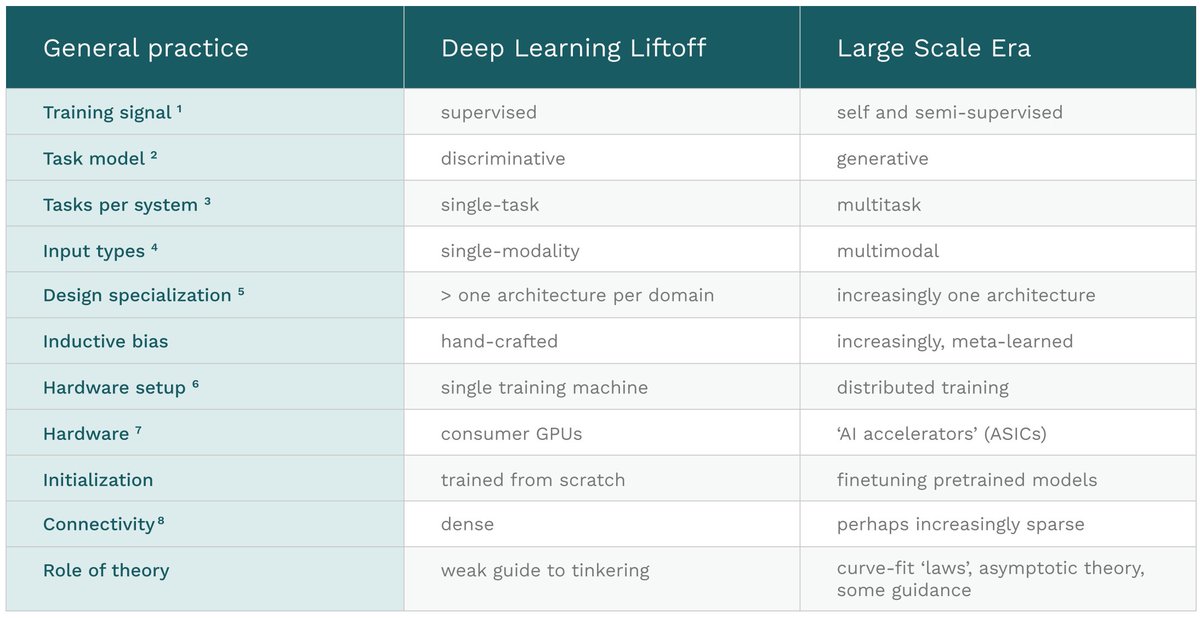 General practice Deep Learning Liftoff Large Scale Era
Training signal ¹ supervised self and semi-supervised
Task model ² discriminative generative
Tasks per system ³ single-task multitask
Input types ⁴ single-modality multimodal
Design specialization ⁵ > one architecture per domain increasingly one architecture
Inductive bias hand-crafted increasingly, meta-learned
Hardware setup ⁶ single training machine distributed training
Hardware ⁷ consumer GPUs ‘AI accelerators’ (ASICs)
Initialization trained from scratch finetuning pretrained models
Connectivity⁸ dense perhaps increasingly sparse
Role of theory weak guide to tinkering curve-fit ‘laws’, asymptotic theory,
some guidance